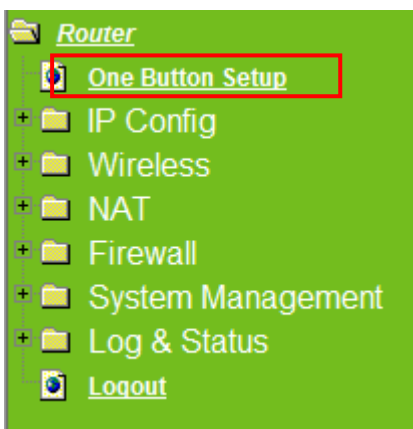 Router
One Button Setup
IP Config
Wireless
NAT
Firewall
System Management
Log & Status
Logout